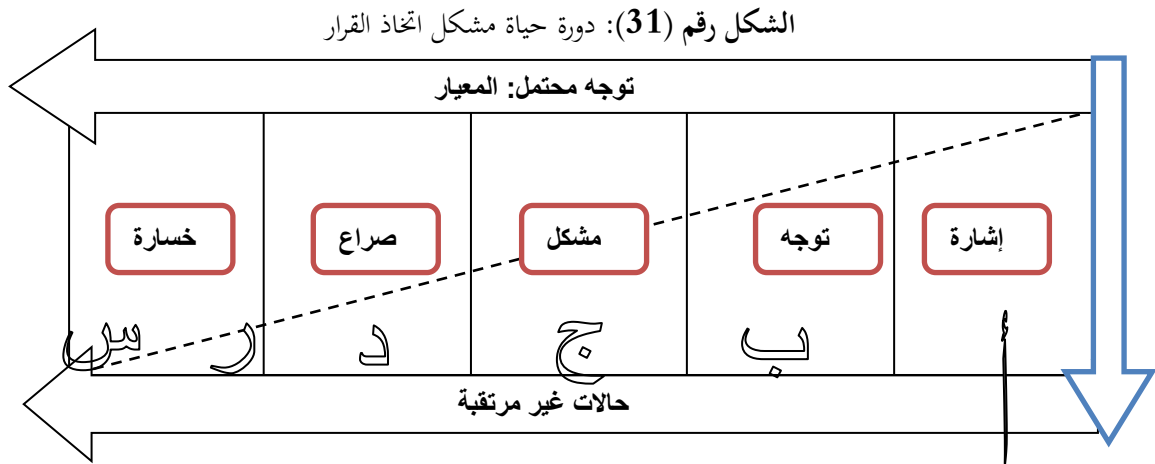 الشكل رقم (31): دورة حياة مشكل اتخاذ القرار
توجه محتمل: المعيار
إشارة توجه مشكل صراع خسارة
أ ب ج د ر س
حالات غير مرتقبة